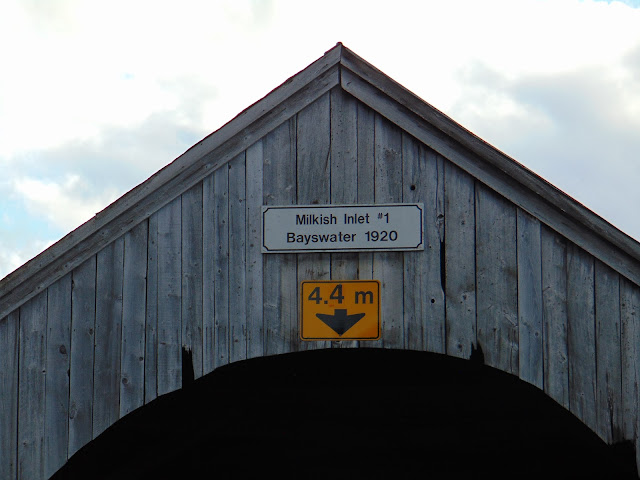 Milkish Inlet #1
Bayswater 1920
4.4 m